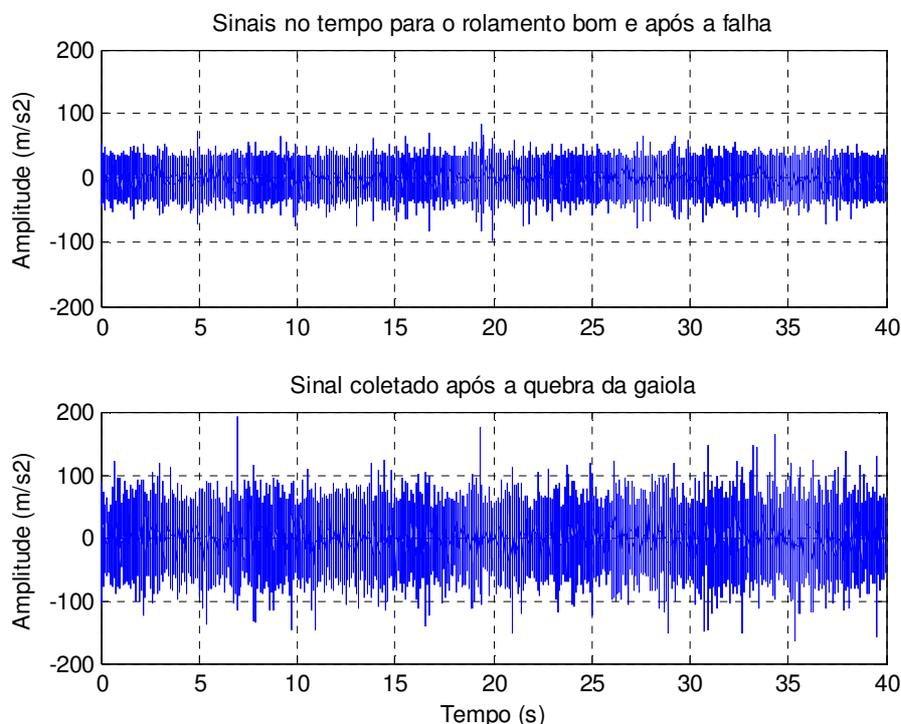 Sinais no tempo para o rolamento bom e após a falha
200
100
0
-100
-200
Amplitude (m/s2)
0 5 10 15 20 25 30 35 40
Sinal coletado após a quebra da gaiola
200
100
0
-100
-200
Amplitude (m/s2)
0 5 10 15 20 25 30 35 40
Tempo (s)